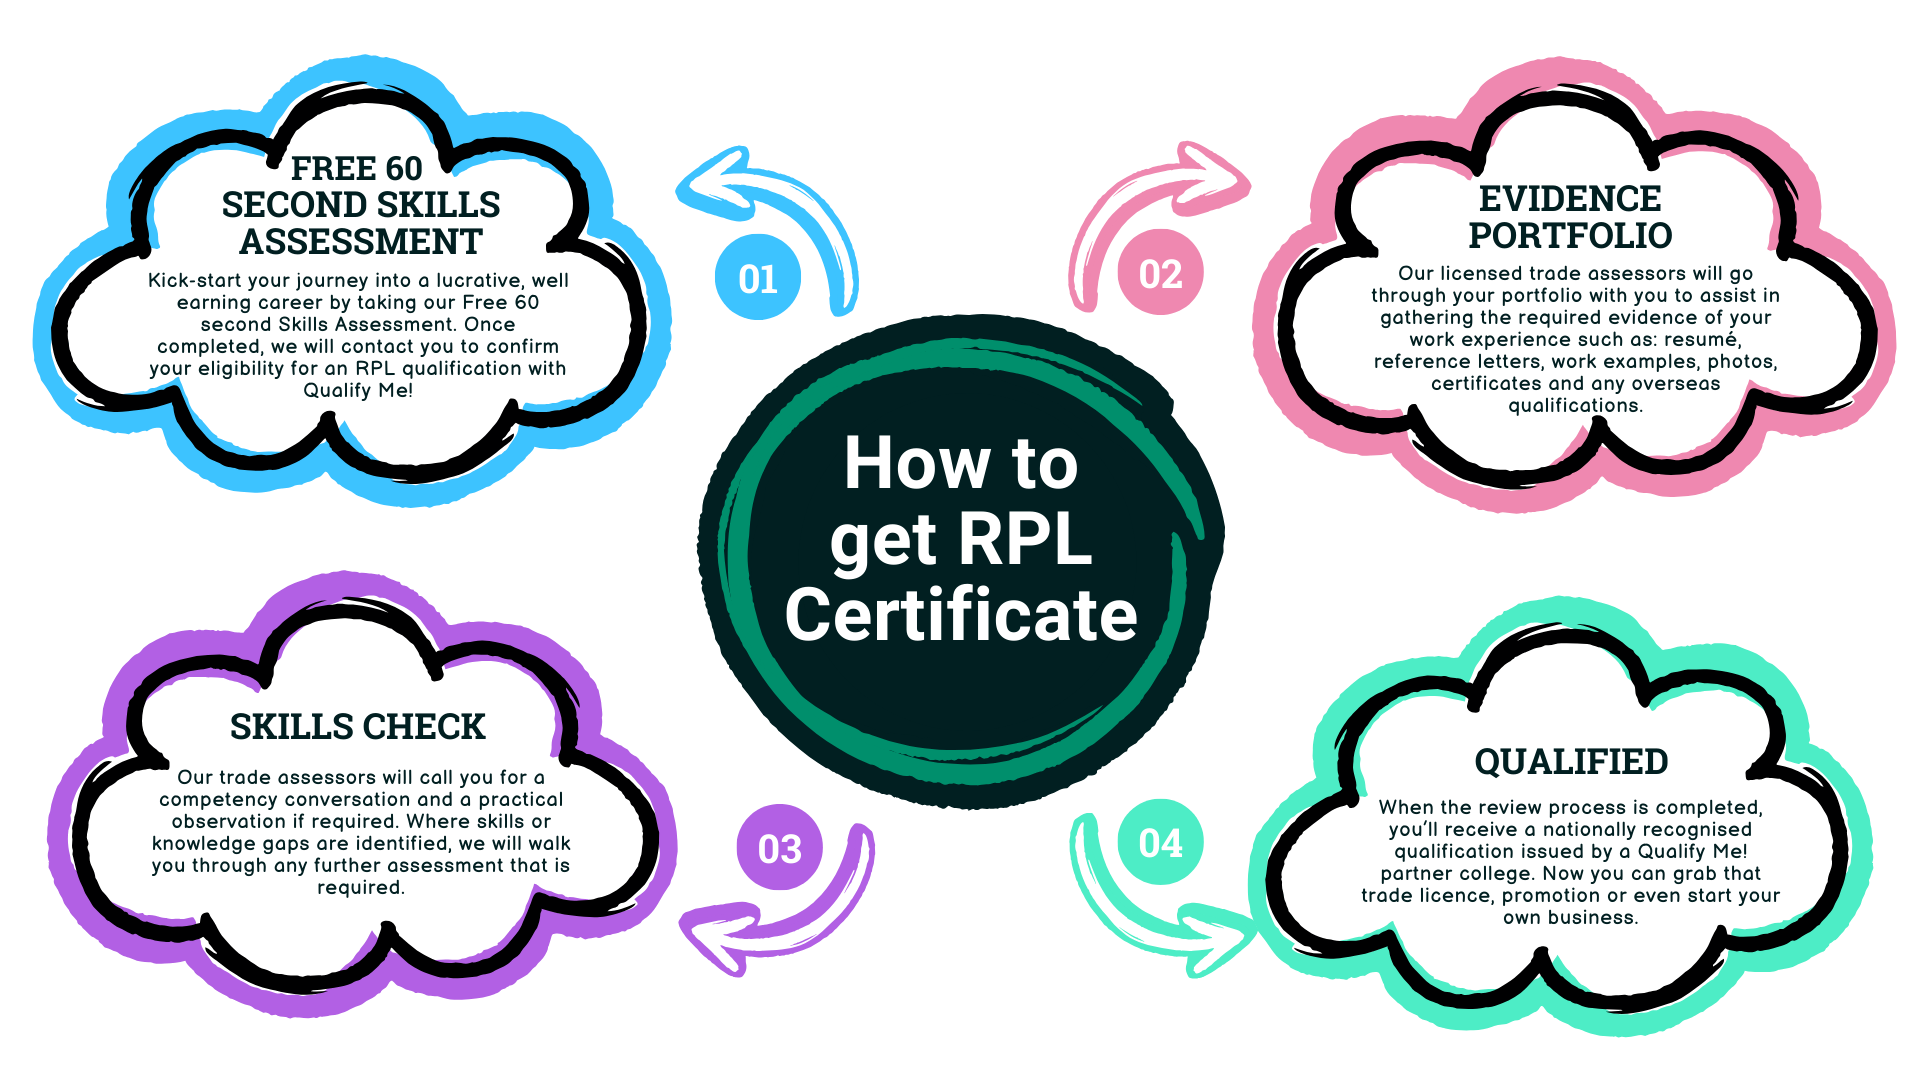 How to
get RPL
Certificate
01
FREE 60
SECOND SKILLS
ASSESSMENT
Kick-start your journey into a lucrative, well
earning career by taking our Free 60
second Skills Assessment. Once
completed, we will contact you to confirm
your eligibility for an RPL qualification with
Qualify Me!
02
EVIDENCE
PORTFOLIO
Our licensed trade assessors will go
through your portfolio with you to assist in
gathering the required evidence of your
work experience such as: resumé,
reference letters, work examples, photos,
certificates and any overseas
qualifications.
03
SKILLS CHECK
Our trade assessors will call you for a
competency conversation and a practical
observation if required. Where skills or
knowledge gaps are identified, we will walk
you through any further assessment that is
required.
04
QUALIFIED
When the review process is completed,
you’ll receive a nationally recognised
qualification issued by a Qualify Me!
partner college. Now you can grab that
trade licence, promotion or even start your
own business.